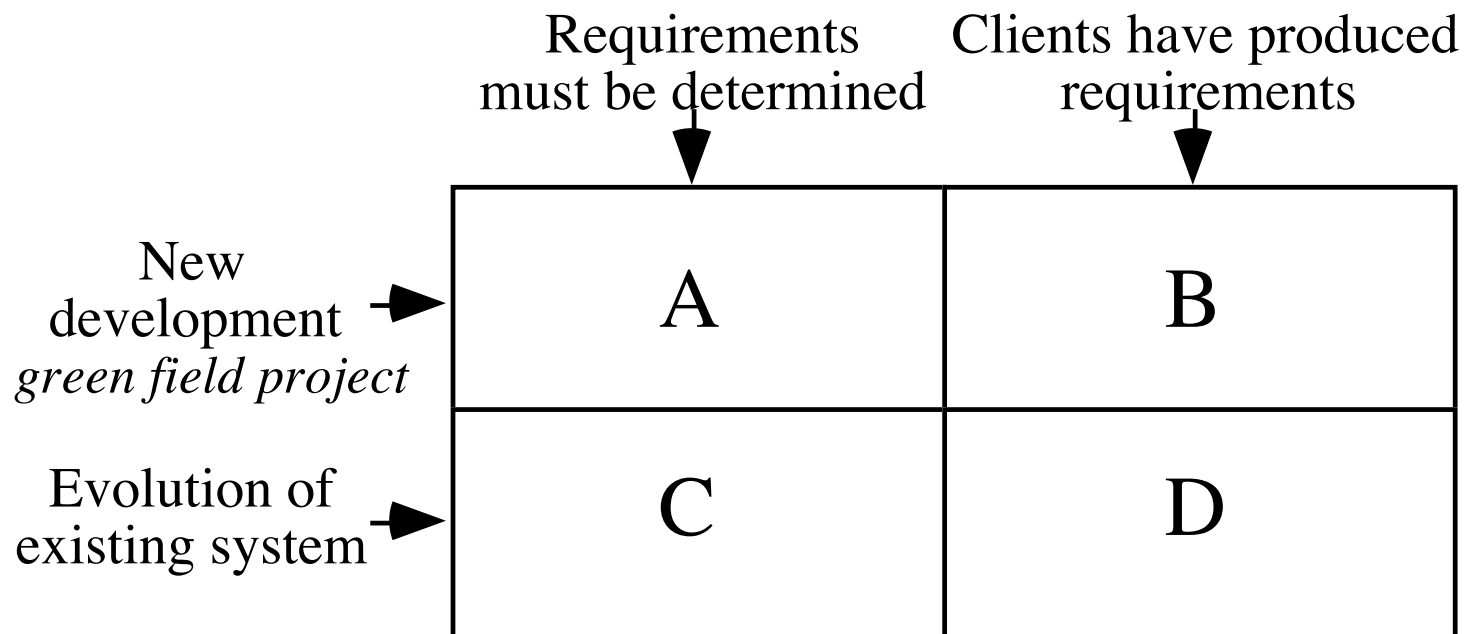 Requirements
must be determined
Clients have produced
requirements
New
development
green field project
A
B
Evolution of
existing system
C
D